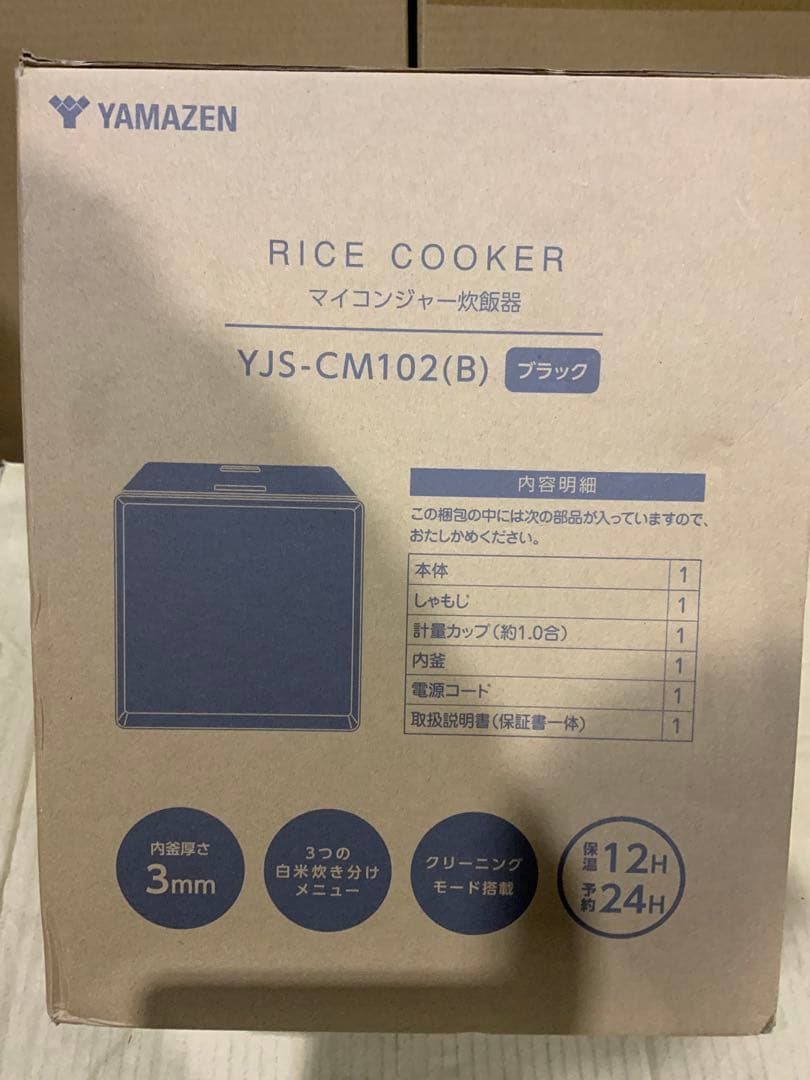 YAMAZEN
RICE COOKER
マイコンジャー炊飯器
YJS-CM102(B) ブラック
内容明細
この梱包の中には次の部品が入っていますので、
おたしかめください。
本体 1
しゃもじ 1
計量カップ(約1.0合) 1
内釜 1
電源コード 1
取扱説明書(保証書一体) 1
内釜厚さ
3mm
3つの
白米炊き分け
メニュー
クリーニング
モード搭載
保温 12H
予約 24H